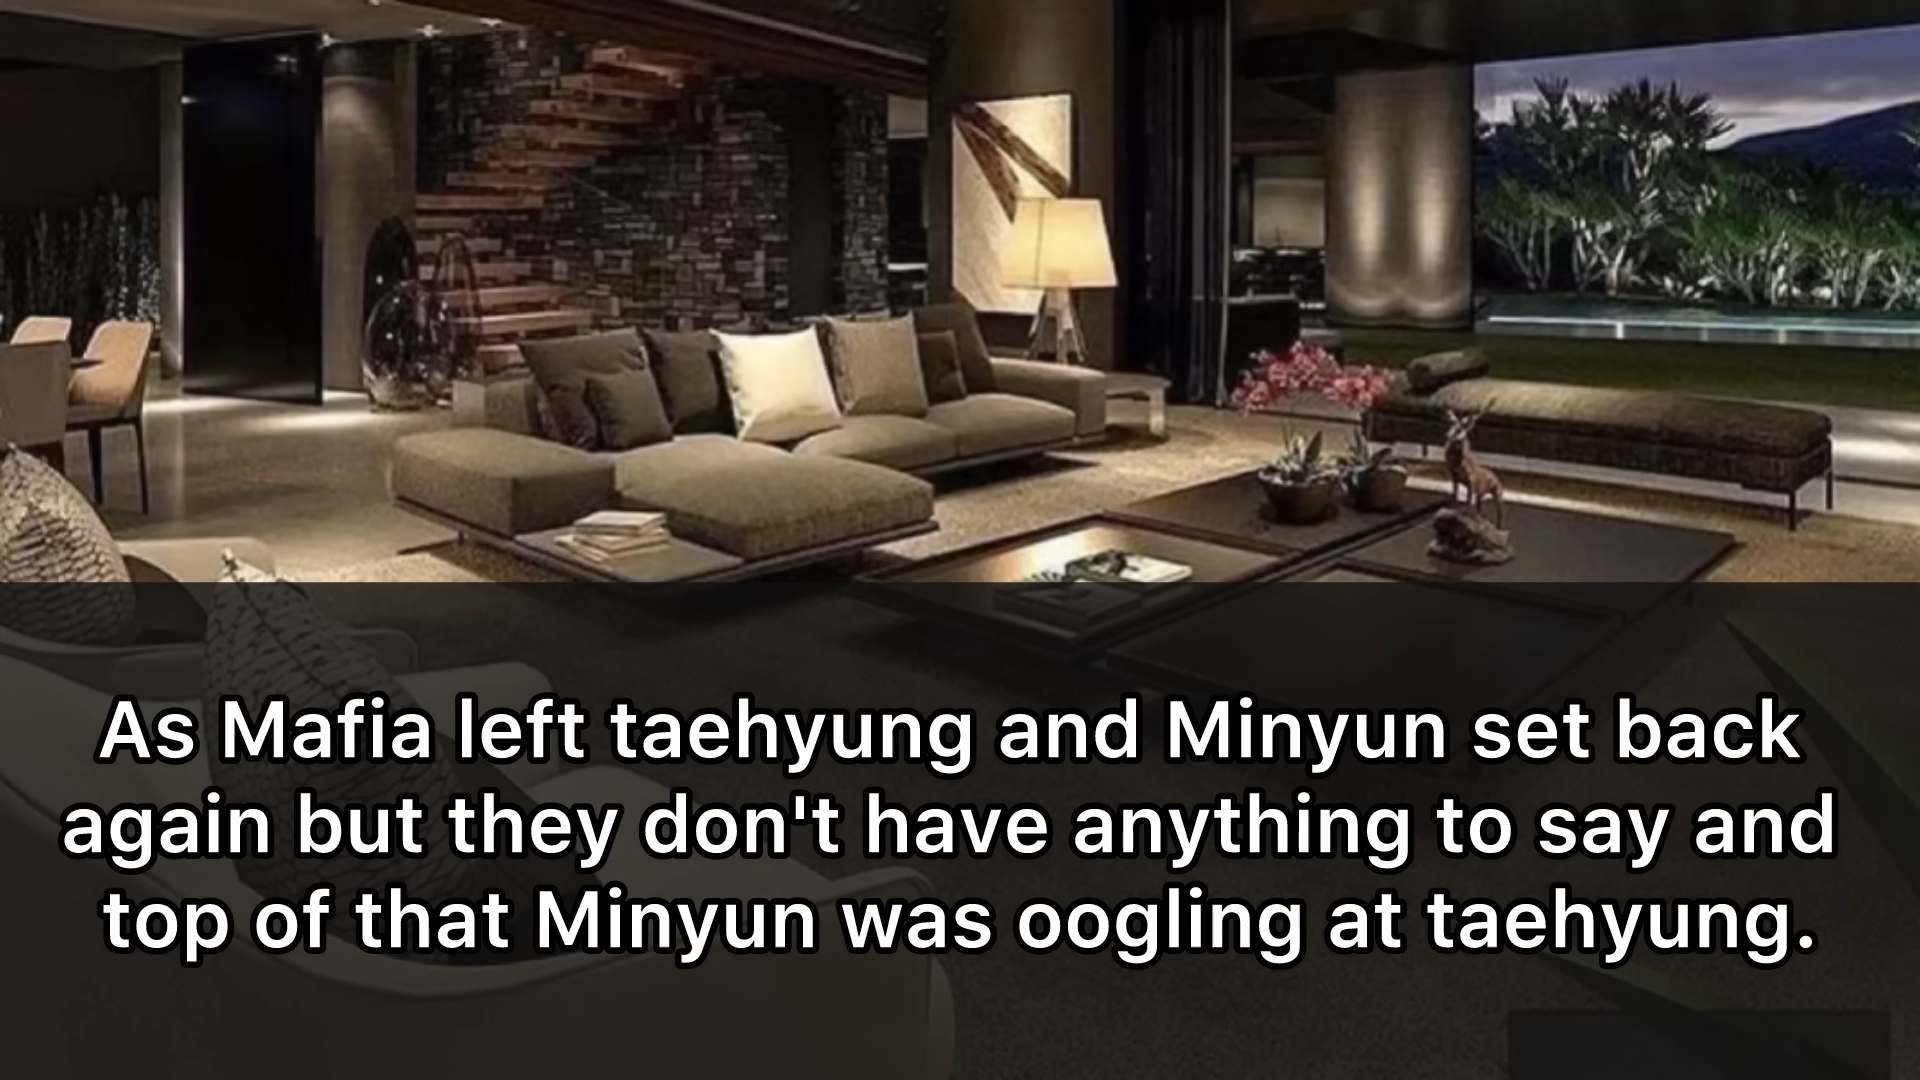 As Mafia left taehyung and Minyun set back
again but they don't have anything to say and
top of that Minyun was oogling at taehyung.